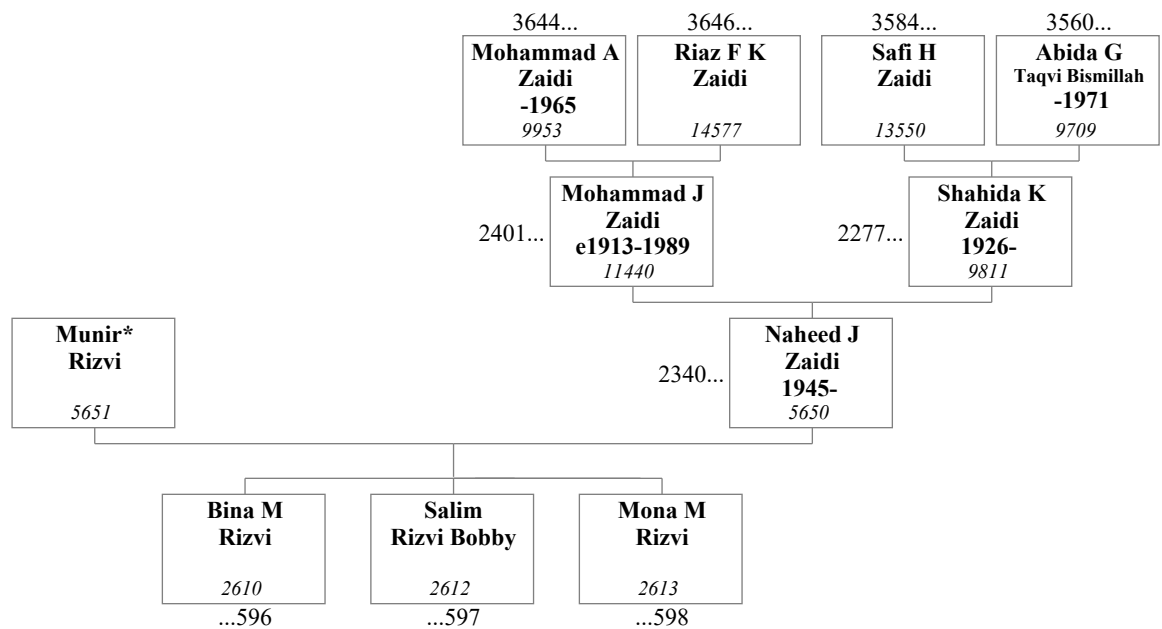 3644... 3646... 3584... 3560...
Mohammad A
Zaidi
-1965
9953
Riaz F K
Zaidi
14577
Safi H
Zaidi
13550
Abida G
Taqvi Bismillah
-1971
9709
2401...
Mohammad J
Zaidi
e1913-1989
11440
2277...
Shahida K
Zaidi
1926-
9811
Munir*
Rizvi
5651
2340...
Naheed J
Zaidi
1945-
5650
Bina M
Rizvi
2610
...596
Salim
Rizvi Bobby
2612
...597
Mona M
Rizvi
2613
...598